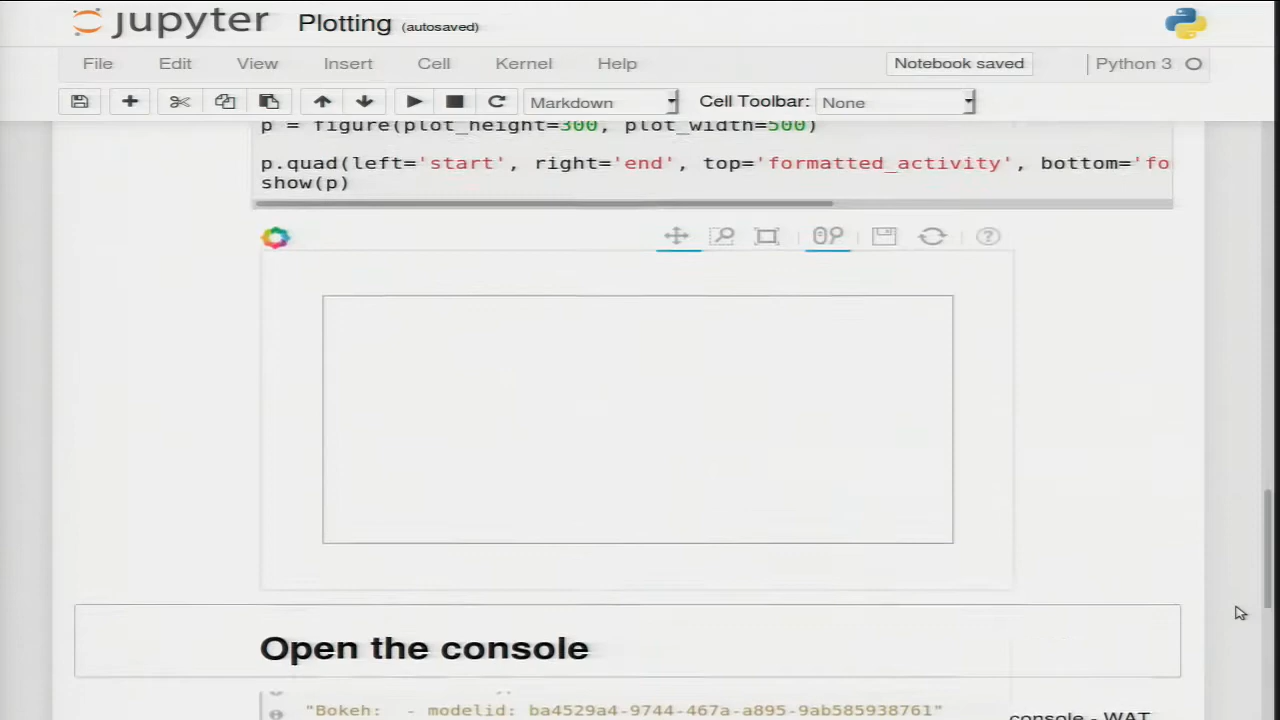 jupyter Plotting (autosaved)
File Edit View Insert Cell Kernel Help Notebook saved Python 3
Markdown Cell Toolbar: None
p = figure(plot_height=300, plot_width=500)
p.quad(left='start', right='end', top='formatted_activity', bottom='fo
show(p)
Open the console
"Bokeh: - modelid: ba4529a4-9744-467a-a895-9ab585938761"
console - WAT